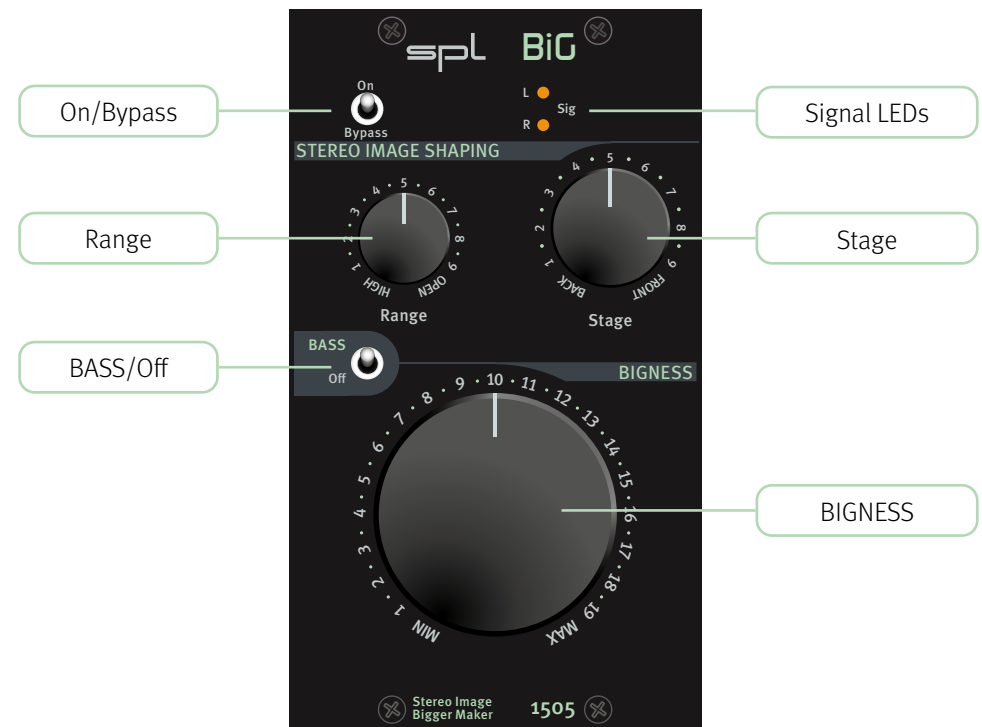 spl BiG
On
L
Sig
R
Bypass
On/Bypass
Signal LEDs
STEREO IMAGE SHAPING
HIGH 1 2 3 4 5 6 7 8 9 OPEN
Range
Range
BACK 1 2 3 4 5 6 7 8 9 FRONT
Stage
Stage
BASS
Off
BASS/Off
BIGNESS
MIN 1 2 3 4 5 6 7 8 9 10 11 12 13 14 15 16 17 18 19 MAX
BIGNESS
Stereo Image
Bigger Maker
1505